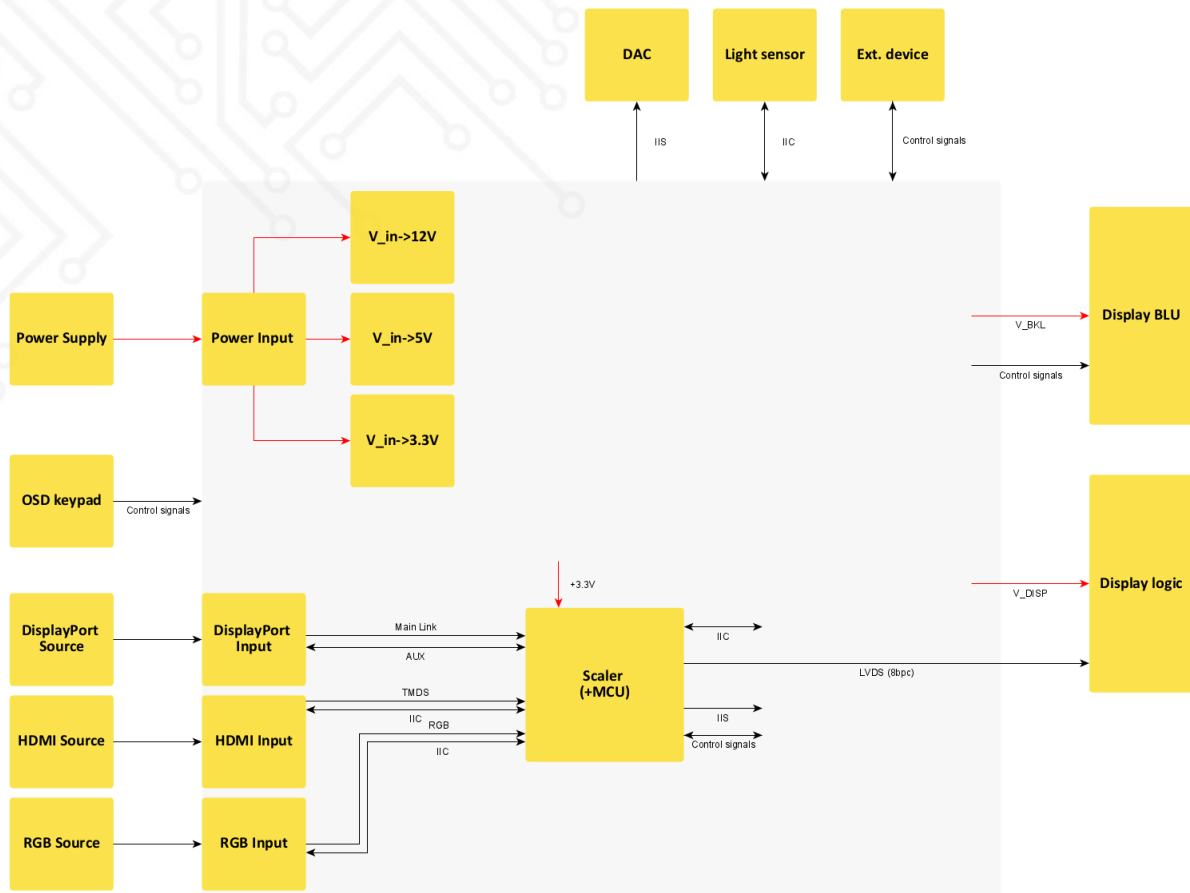 DAC
Light sensor
Ext. device
IIS
IIC
Control signals
V_in->12V
Power Supply
Power Input
V_in->5V
V_in->3.3V
V_BKL
Control signals
Display BLU
OSD keypad
Control signals
+3.3V
V_DISP
Display logic
DisplayPort
Source
DisplayPort
Input
Main Link
AUX
Scaler
(+MCU)
IIC
LVDS (8bpc)
IIS
Control signals
HDMI Source
HDMI Input
TMDS
IIC
RGB
IIC
RGB Source
RGB Input